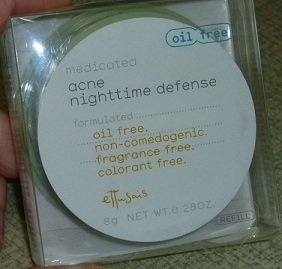 oil free
medicated
acne
nighttime defense
formulated
oil free.
non-comedogenic.
fragrance free.
colorant free.
ettusais
8g NET WT.0.28OZ.
REFILL